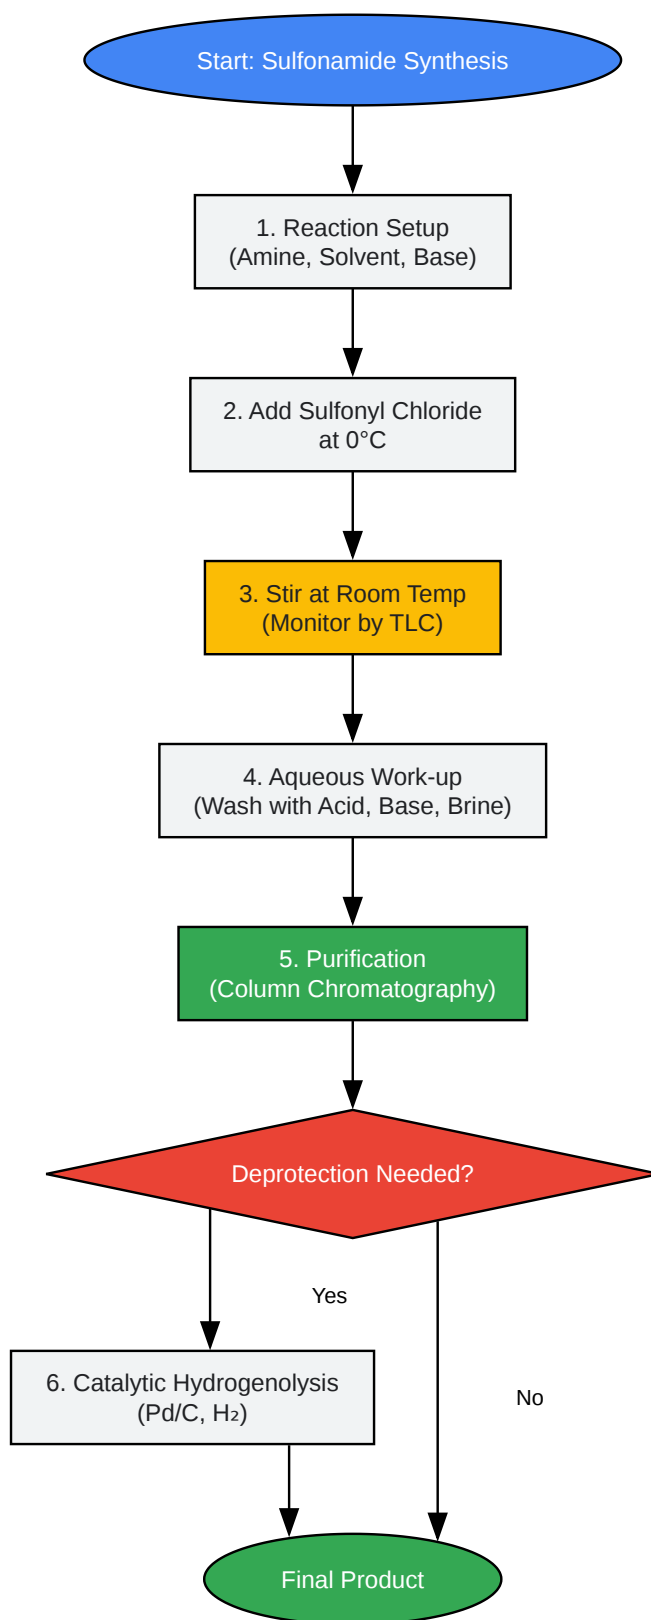 Start: Sulfonamide Synthesis
1. Reaction Setup
(Amine, Solvent, Base)
2. Add Sulfonyl Chloride
at 0°C
3. Stir at Room Temp
(Monitor by TLC)
4. Aqueous Work-up
(Wash with Acid, Base, Brine)
5. Purification
(Column Chromatography)
Deprotection Needed?
Yes
6. Catalytic Hydrogenolysis
(Pd/C, H₂)
No
Final Product